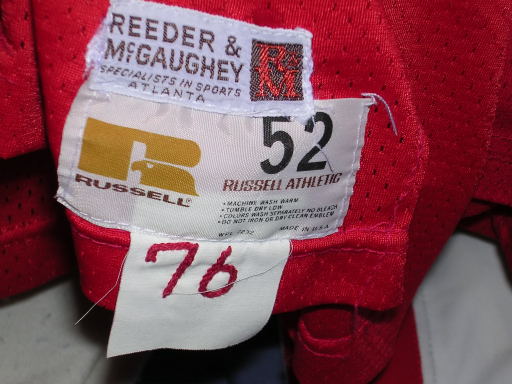 REEDER &
McGAUGHEY
SPECIALISTS IN SPORTS
ATLANTA
RM
52
RUSSELL
RUSSELL ATHLETIC
• MACHINE WASH WARM
• TUMBLE DRY LOW
• COLORS WASH SEPARATELY NO BLEACH
• DO NOT IRON OR DRY CLEAN EMBLEM
MADE IN U.S.A.
76